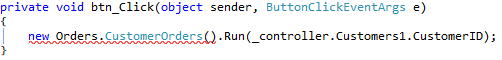 private void btn_Click(object sender, ButtonClickEventArgs e)
{
    new Orders.CustomerOrders().Run(_controller.Customers1.CustomerID);
}